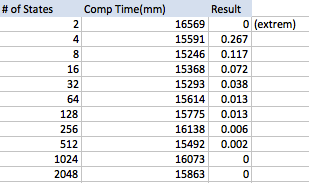 # of States Comp Time(mm) Result
2 16569 0 (extrem)
4 15591 0.267
8 15246 0.117
16 15368 0.072
32 15293 0.038
64 15614 0.013
128 15775 0.013
256 16138 0.006
512 15492 0.002
1024 16073 0
2048 15863 0